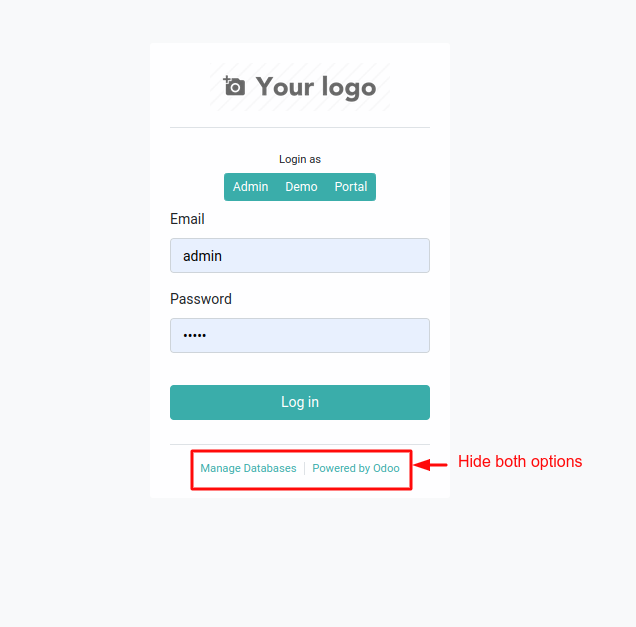 Your logo
Login as
Admin Demo Portal
Email
admin
Password
•••••
Log in
Manage Databases | Powered by Odoo
Hide both options